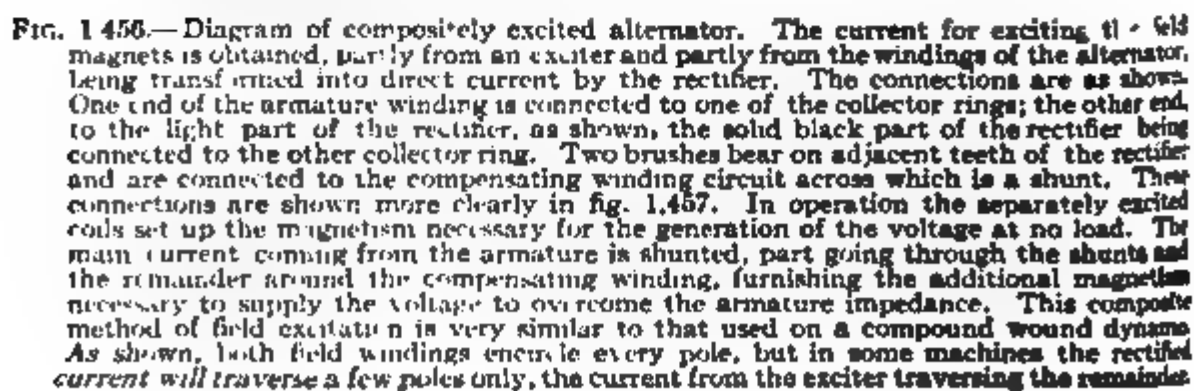 FIG. 1 456.—Diagram of compositely excited alternator. The current for exciting the field
magnets is obtained, partly from an exciter and partly from the windings of the alternator,
being transformed into direct current by the rectifier. The connections are as shown.
One end of the armature winding is connected to one of the collector rings; the other end,
to the light part of the rectifier, as shown, the solid black part of the rectifier being
connected to the other collector ring. Two brushes bear on adjacent teeth of the rectifier
and are connected to the compensating winding circuit across which is a shunt. These
connections are shown more clearly in fig. 1,457. In operation the separately excited
coils set up the magnetism necessary for the generation of the voltage at no load. The
main current coming from the armature is shunted, part going through the shunts and
the remainder around the compensating winding, furnishing the additional magnetism
necessary to supply the voltage to overcome the armature impedance. This composite
method of field excitation is very similar to that used on a compound wound dynamo
As shown, both field windings encircle every pole, but in some machines the rectified
current will traverse a few poles only, the current from the exciter traversing the remainder.